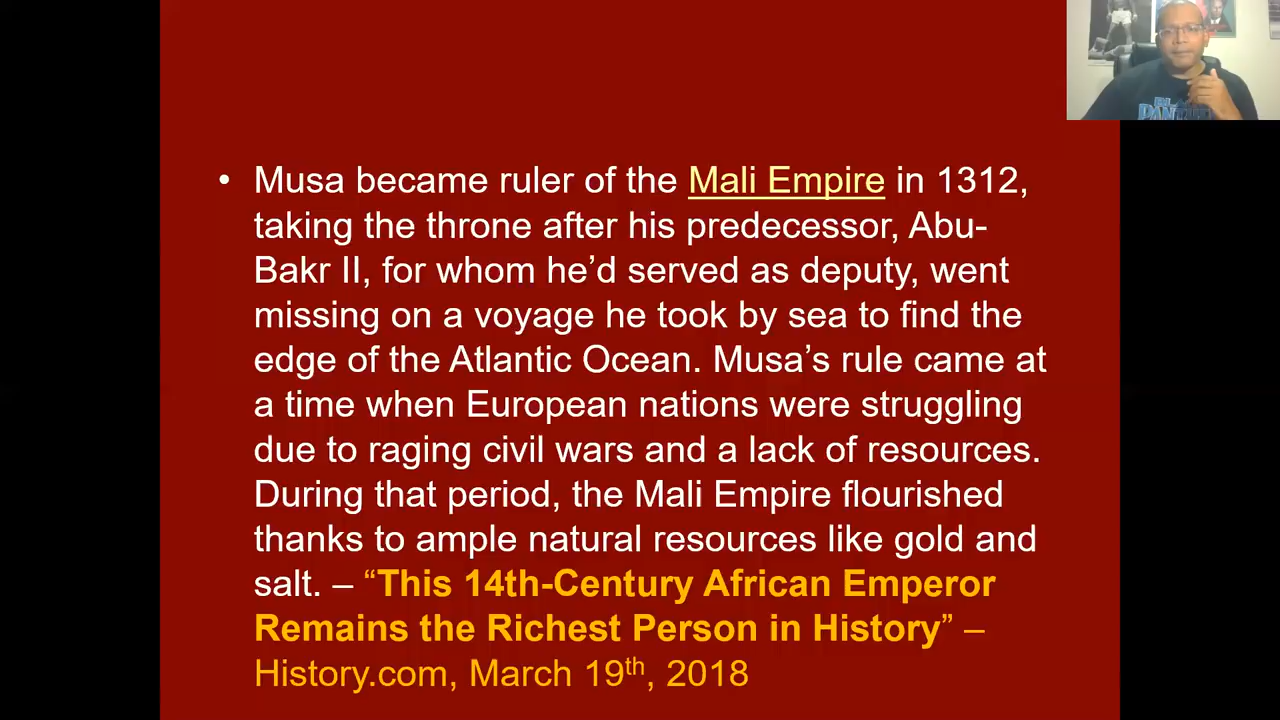 • Musa became ruler of the Mali Empire in 1312,
taking the throne after his predecessor, Abu-
Bakr II, for whom he’d served as deputy, went
missing on a voyage he took by sea to find the
edge of the Atlantic Ocean. Musa’s rule came at
a time when European nations were struggling
due to raging civil wars and a lack of resources.
During that period, the Mali Empire flourished
thanks to ample natural resources like gold and
salt. – “This 14th-Century African Emperor
Remains the Richest Person in History” –
History.com, March 19th, 2018